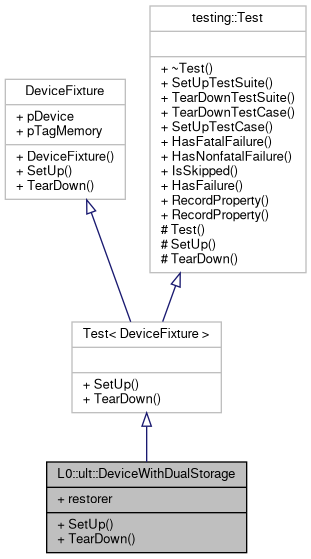 testing::Test
+ ~Test()
+ SetUpTestSuite()
+ TearDownTestSuite()
+ TearDownTestCase()
+ SetUpTestCase()
+ HasFatalFailure()
+ HasNonfatalFailure()
+ IsSkipped()
+ HasFailure()
+ RecordProperty()
+ RecordProperty()
# Test()
# SetUp()
# TearDown()
DeviceFixture
+ pDevice
+ pTagMemory
+ DeviceFixture()
+ SetUp()
+ TearDown()
Test< DeviceFixture >
+ SetUp()
+ TearDown()
L0::ult::DeviceWithDualStorage
+ restorer
+ SetUp()
+ TearDown()